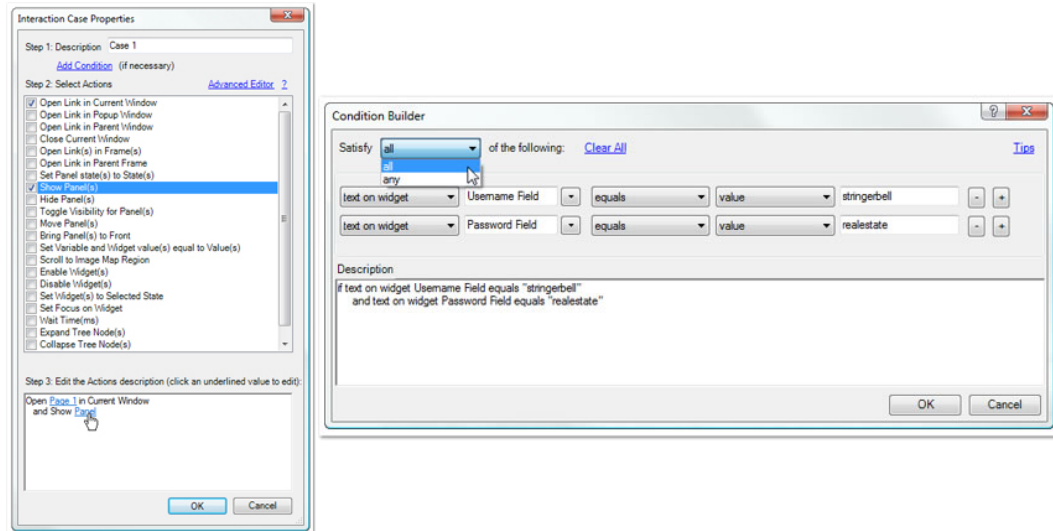 Interaction Case Properties
Step 1: Description Case 1
Add Condition (if necessary)
Step 2: Select Actions Advanced Editor ?
Open Link in Current Window
Open Link in Popup Window
Open Link in Parent Window
Close Current Window
Open Link(s) in Frame(s)
Open Link in Parent Frame
Set Panel state(s) to State(s)
Show Panel(s)
Hide Panel(s)
Toggle Visibility for Panel(s)
Move Panel(s)
Bring Panel(s) to Front
Set Variable and Widget value(s) equal to Value(s)
Scroll to Image Map Region
Enable Widget(s)
Disable Widget(s)
Set Widget(s) to Selected State
Set Focus on Widget
Wait Time(ms)
Expand Tree Node(s)
Collapse Tree Node(s)
Step 3: Edit the Actions description (click an underlined value to edit):
Open Page 1 in Current Window
and Show Panel
OK Cancel
Condition Builder ?
Satisfy all of the following: Clear All Tips
all
any
text on widget Username Field equals value stringerbell - +
text on widget Password Field equals value realestate - +
Description
if text on widget Username Field equals "stringerbell"
and text on widget Password Field equals "realestate"
OK Cancel